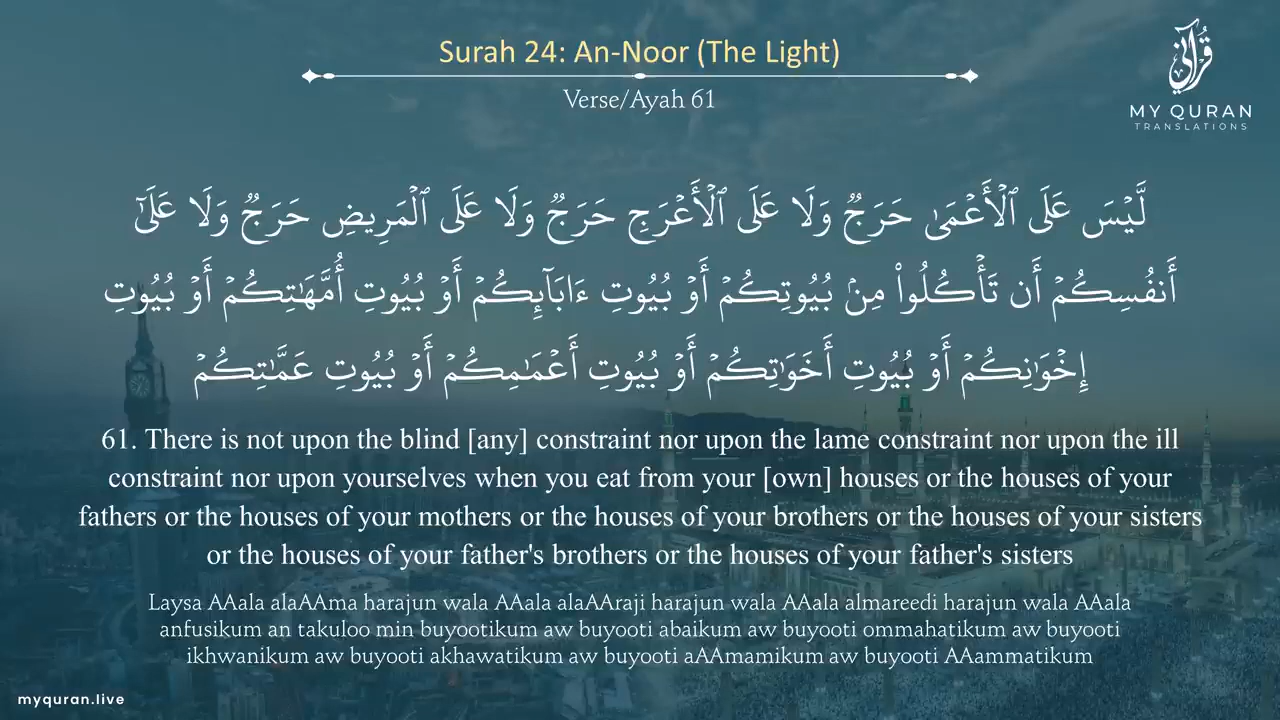 Surah 24: An-Noor (The Light)
Verse/Ayah 61
قرآني
MY QURAN
TRANSLATIONS
لَّيْسَ عَلَى ٱلْأَعْمَىٰ حَرَجٌۭ وَلَا عَلَى ٱلْأَعْرَجِ حَرَجٌۭ وَلَا عَلَى ٱلْمَرِيضِ حَرَجٌۭ وَلَا عَلَىٰٓ
أَنفُسِكُمْ أَن تَأْكُلُوا۟ مِنۢ بُيُوتِكُمْ أَوْ بُيُوتِ ءَابَآئِكُمْ أَوْ بُيُوتِ أُمَّهَـٰتِكُمْ أَوْ بُيُوتِ
إِخْوَٰنِكُمْ أَوْ بُيُوتِ أَخَوَٰتِكُمْ أَوْ بُيُوتِ أَعْمَـٰمِكُمْ أَوْ بُيُوتِ عَمَّـٰتِكُمْ
61. There is not upon the blind [any] constraint nor upon the lame constraint nor upon the ill
constraint nor upon yourselves when you eat from your [own] houses or the houses of your
fathers or the houses of your mothers or the houses of your brothers or the houses of your sisters
or the houses of your father's brothers or the houses of your father's sisters
Laysa AAala alaAAma harajun wala AAala alaAAraji harajun wala AAala almareedi harajun wala AAala
anfusikum an takuloo min buyootikum aw buyooti abaikum aw buyooti ommahatikum aw buyooti
ikhwanikum aw buyooti akhawatikum aw buyooti aAAmamikum aw buyooti AAammatikum
myquran.live